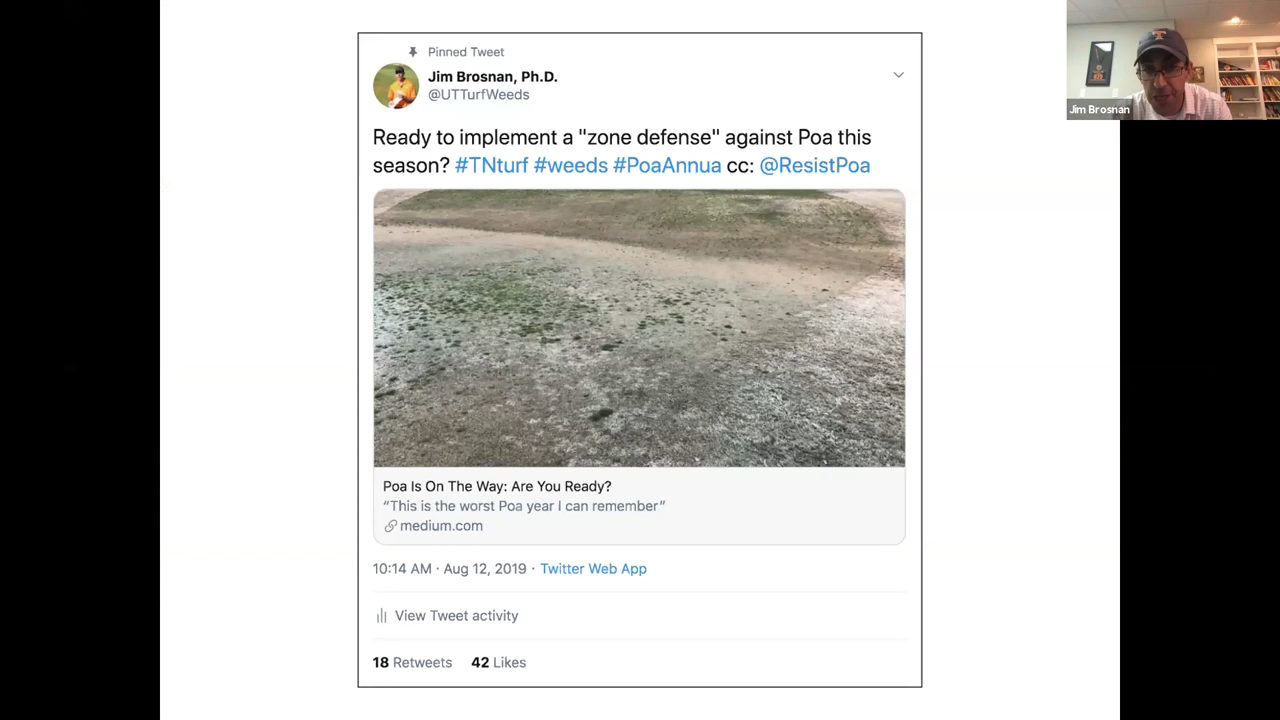 Pinned Tweet
Jim Brosnan, Ph.D.
@UTTurfWeeds
Ready to implement a "zone defense" against Poa this
season? #TNturf #weeds #PoaAnnua cc: @ResistPoa
Poa Is On The Way: Are You Ready?
“This is the worst Poa year I can remember”
medium.com
10:14 AM · Aug 12, 2019 · Twitter Web App
View Tweet activity
18 Retweets 42 Likes
Jim Brosnan